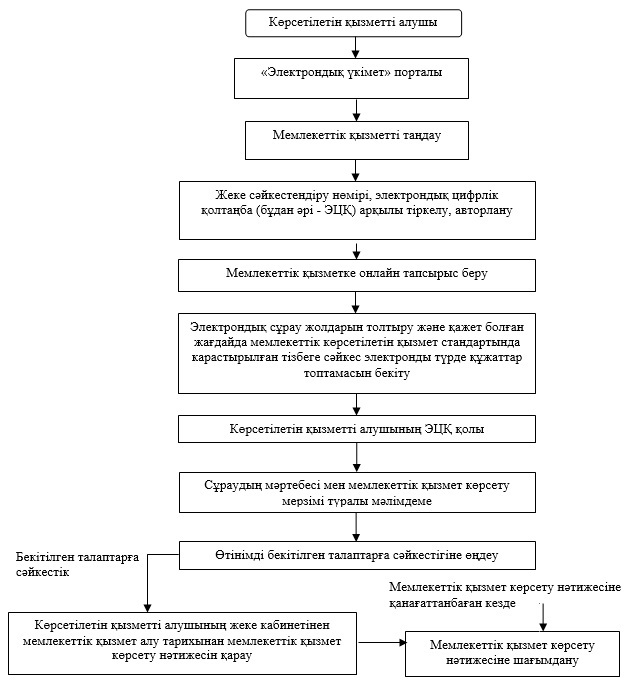 Көрсетілетін қызметті алушы
«Электрондық үкімет» порталы
Мемлекеттік қызметті таңдау
Жеке сәйкестендіру нөмірі, электрондық цифрлік
қолтаңба (бұдан әрі - ЭЦҚ) арқылы тіркелу, авторлану
Мемлекеттік қызметке онлайн тапсырыс беру
Электрондық сұрау жолдарын толтыру және қажет болған
жағдайда мемлекеттік көрсетілетін қызмет стандартында
карастырылған тізбеге сәйкес электронды түрде құжаттар
топтамасын бекіту
Көрсетілетін қызметті алушының ЭЦҚ қолы
Сұраудың мәртебесі мен мемлекеттік қызмет көрсету
мерзімі туралы мәлімдеме
Өтінімді бекітілген талаптарға сәйкестігіне өңдеу
Бекітілген талаптарға
сәйкестік
Мемлекеттік қызмет көрсету нәтижесіне
қанағаттанбаған кезде
Көрсетілетін қызметті алушының жеке кабинетінен
мемлекеттік қызмет алу тарихынан мемлекеттік қызмет
көрсету нәтижесін қарау
Мемлекеттік қызмет көрсету
нәтижесіне шағымдану